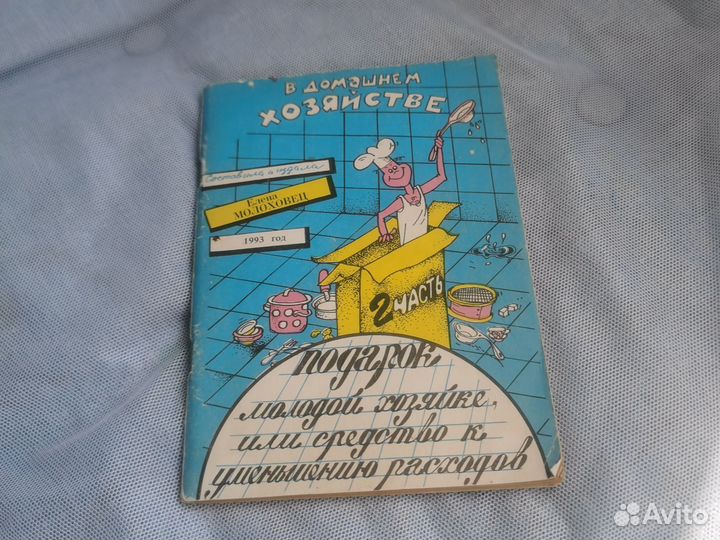 В ДОМАШНЕМ
ХОЗЯЙСТВЕ
Составила и издала
Елена
МОЛОХОВЕЦ
1993 год
2 ЧАСТЬ
подарок
молодой хозяйке,
или средство к
уменьшению расходов
Avito